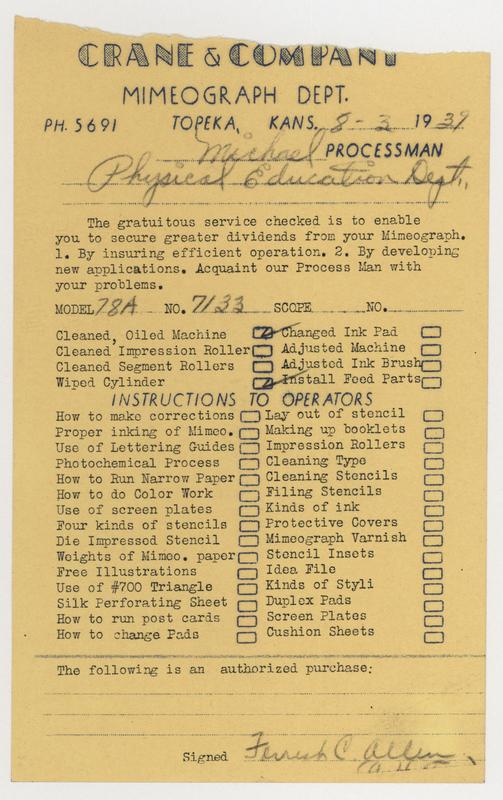 CRANE & COMPANY
MIMEOGRAPH DEPT.
PH. 5691 TOPEKA, KANS. 8-3 1939
Michael PROCESSMAN
Physical Education Dept.
The gratuitous service checked is to enable
you to secure greater dividends from your Mimeograph.
1. By insuring efficient operation. 2. By developing
new applications. Acquaint our Process Man with
your problems.
MODEL 78A NO. 7133 SCOPE NO.
Cleaned, Oiled Machine Changed Ink Pad
Cleaned Impression Roller Adjusted Machine
Cleaned Segment Rollers Adjusted Ink Brush
Wiped Cylinder Install Feed Parts
INSTRUCTIONS TO OPERATORS
How to make corrections Lay out of stencil
Proper inking of Mimeo. Making up booklets
Use of Lettering Guides Impression Rollers
Photochemical Process Cleaning Type
How to Run Narrow Paper Cleaning Stencils
How to do Color Work Filing Stencils
Use of screen plates Kinds of ink
Four kinds of stencils Protective Covers
Die Impressed Stencil Mimeograph Varnish
Weights of Mimeo. paper Stencil Insets
Free Illustrations Idea File
Use of #700 Triangle Kinds of Styli
Silk Perforating Sheet Duplex Pads
How to run post cards Screen Plates
How to change Pads Cushion Sheets
The following is an authorized purchase:
Signed Forrest C. Allen